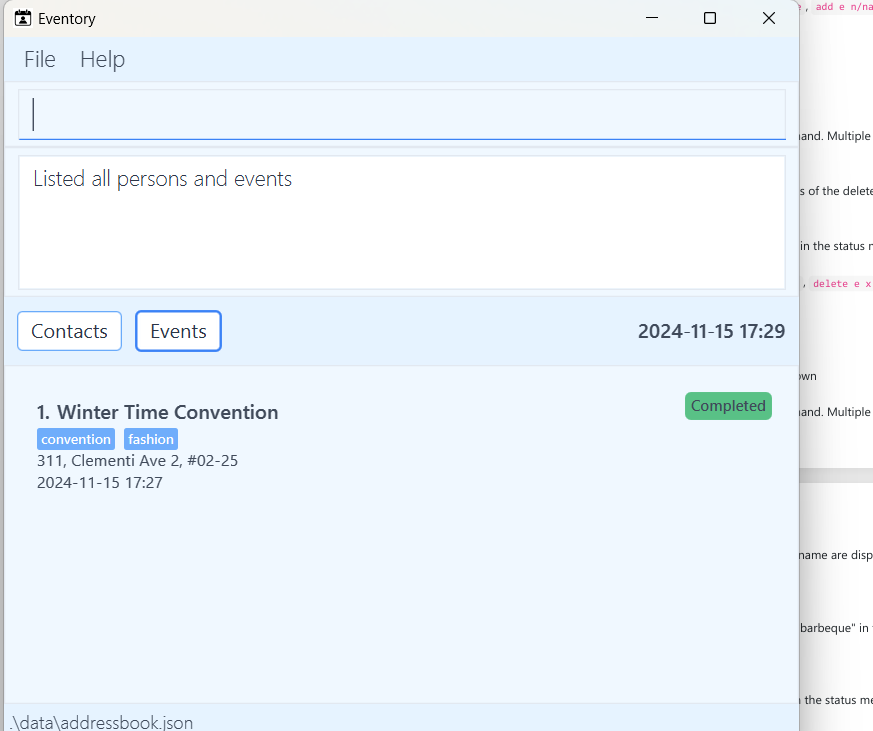 Eventory
File Help
Listed all persons and events
Contacts Events 2024-11-15 17:29
1. Winter Time Convention Completed
convention fashion
311, Clementi Ave 2, #02-25
2024-11-15 17:27
.\data\addressbook.json
, add e n/na
and. Multiple
s of the delete
in the status
, delete e x
own
and. Multiple
name are disp
barbeque" in
the status me